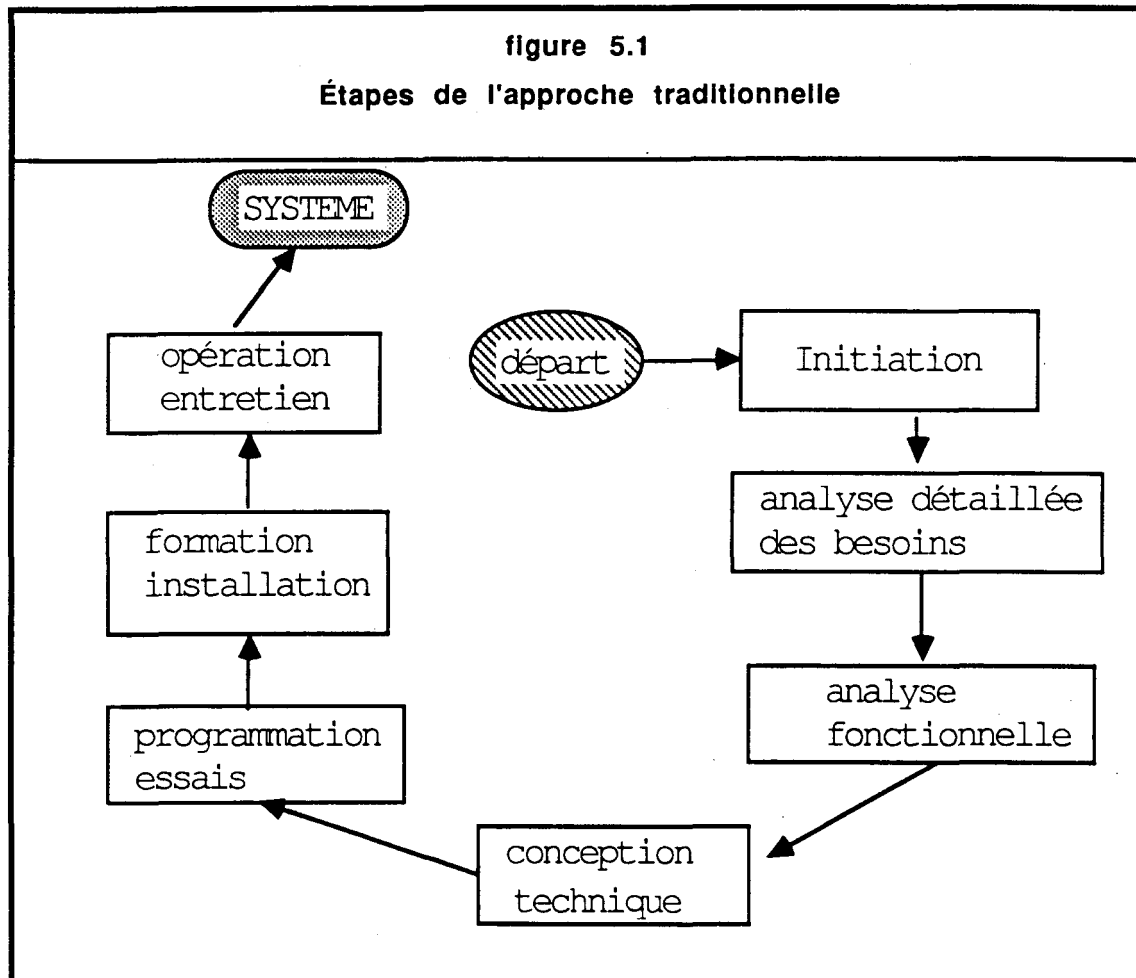 figure 5.1
Étapes de l'approche traditionnelle
SYSTEME
départ
Initiation
analyse détaillée
des besoins
analyse
fonctionnelle
conception
technique
programmation
essais
formation
installation
opération
entretien